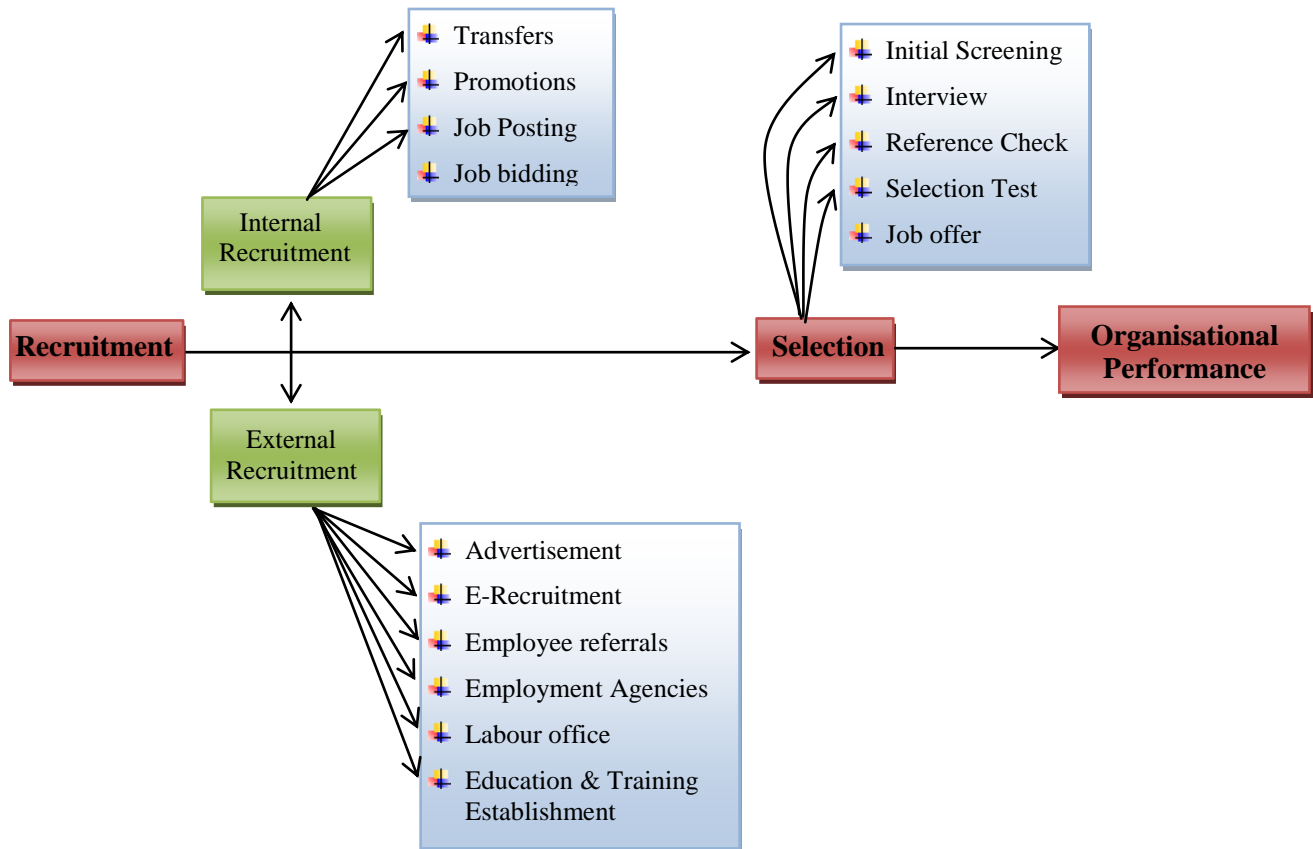 Transfers
Promotions
Job Posting
Job bidding
Initial Screening
Interview
Reference Check
Selection Test
Job offer
Internal
Recruitment
Recruitment
Selection
Organisational
Performance
External
Recruitment
Advertisement
E-Recruitment
Employee referrals
Employment Agencies
Labour office
Education & Training
Establishment